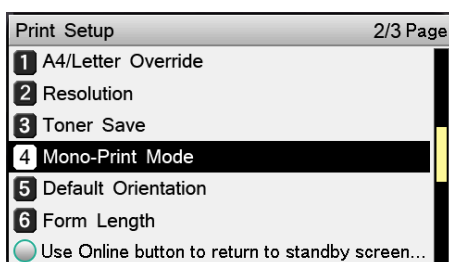 Print Setup 2/3 Page
1 A4/Letter Override
2 Resolution
3 Toner Save
4 Mono-Print Mode
5 Default Orientation
6 Form Length
Use Online button to return to standby screen...